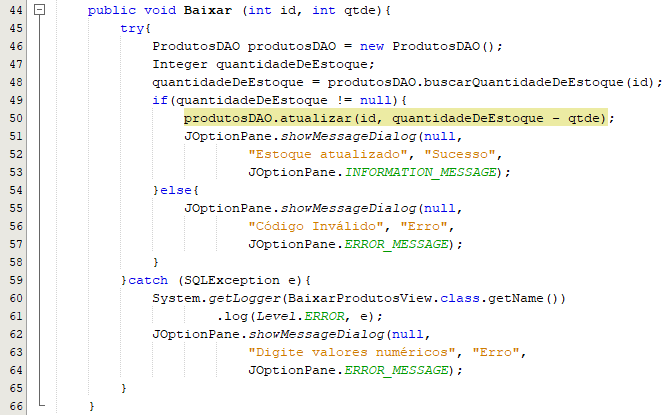 44 public void Baixar (int id, int qtde){
45 try{
46 ProdutosDAO produtosDAO = new ProdutosDAO();
47 Integer quantidadeDeEstoque;
48 quantidadeDeEstoque = produtosDAO.buscarQuantidadeDeEstoque(id);
49 if(quantidadeDeEstoque != null){
50 produtosDAO.atualizar(id, quantidadeDeEstoque - qtde);
51 JOptionPane.showMessageDialog(null,
52 "Estoque atualizado", "Sucesso",
53 JOptionPane.INFORMATION_MESSAGE);
54 }else{
55 JOptionPane.showMessageDialog(null,
56 "Código Inválido", "Erro",
57 JOptionPane.ERROR_MESSAGE);
58 }
59 }catch (SQLException e){
60 System.getLogger(BaixarProdutosView.class.getName())
61 .log(Level.ERROR, e);
62 JOptionPane.showMessageDialog(null,
63 "Digite valores numéricos", "Erro",
64 JOptionPane.ERROR_MESSAGE);
65 }
66 }